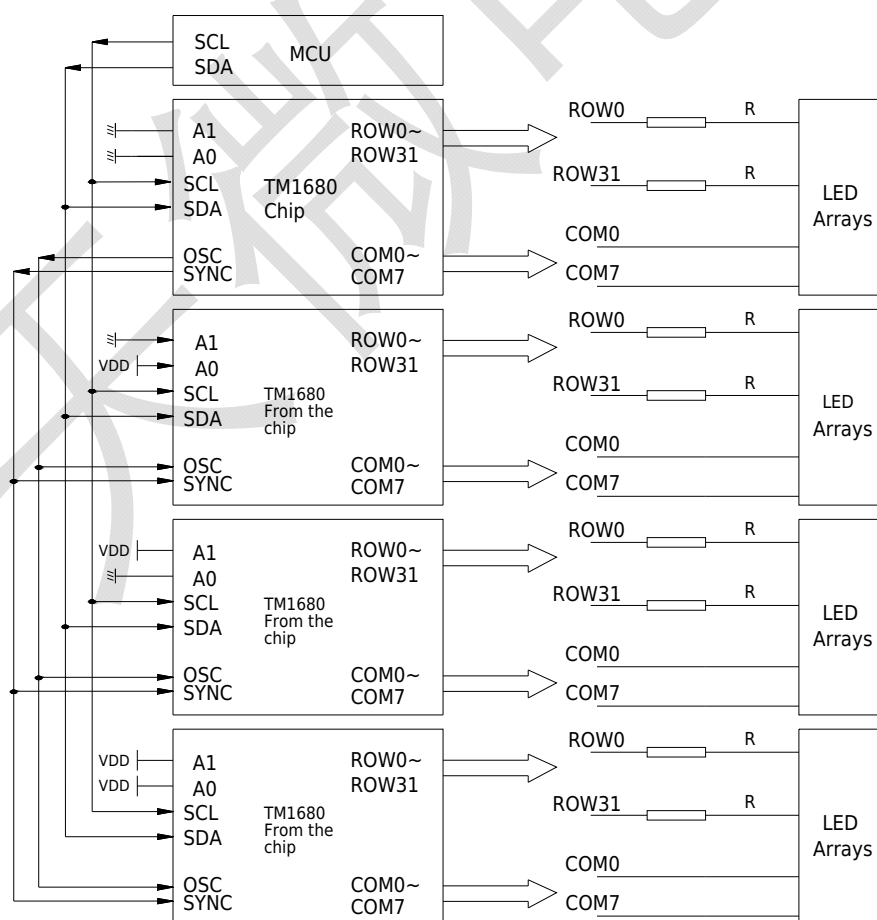 SCL
MCU
SDA
A1
ROW0~
A0
ROW31
SCL
TM1680
SDA
Chip
OSC
COM0~
SYNC
COM7
ROW0
R
ROW31
R
COM0
COM7
LED
Arrays
A1
ROW0~
VDD
A0
ROW31
SCL
TM1680
From the
SDA
chip
OSC
COM0~
SYNC
COM7
ROW0
R
ROW31
R
COM0
COM7
LED
Arrays
VDD
A1
ROW0~
A0
ROW31
SCL
TM1680
From the
SDA
chip
OSC
COM0~
SYNC
COM7
ROW0
R
ROW31
R
COM0
COM7
LED
Arrays
VDD
A1
ROW0~
VDD
A0
ROW31
SCL
TM1680
From the
SDA
chip
OSC
COM0~
SYNC
COM7
ROW0
R
ROW31
R
COM0
COM7
LED
Arrays